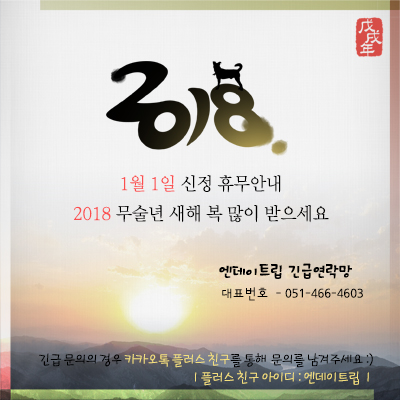 戊戌年
2018.
1월 1일 신정 휴무안내
2018 무술년 새해 복 많이 받으세요
엔데이트립 긴급연락망
대표번호 - 051-466-4603
긴급 문의의 경우 카카오톡 플러스 친구를 통해 문의를 남겨주세요 :)
| 플러스 친구 아이디 : 엔데이트립 |